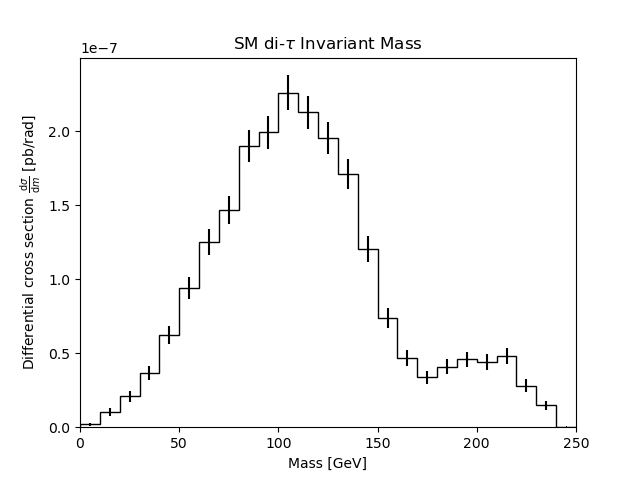 SM di-τ Invariant Mass
1e−7
Differential cross section dσ/dm [pb/rad]
2.0
1.5
1.0
0.5
0.0
0 50 100 150 200 250
Mass [GeV]